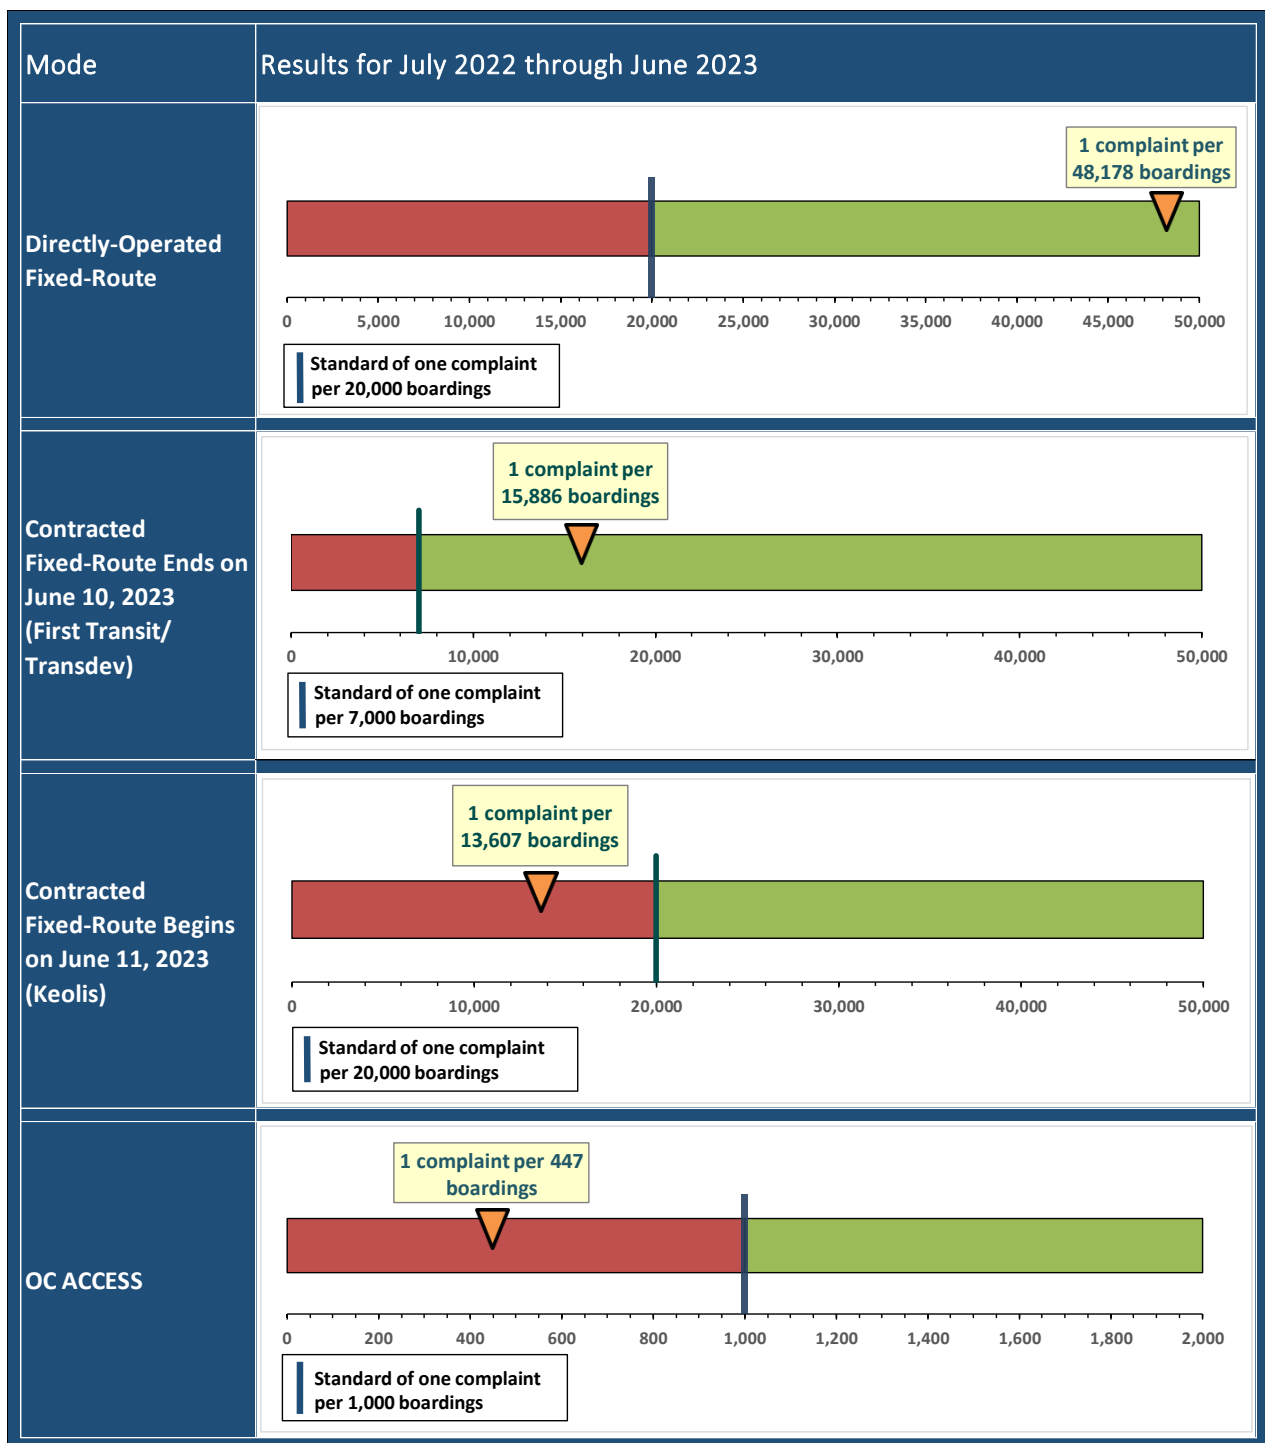 Mode
Results for July 2022 through June 2023
Directly-Operated
Fixed-Route
1 complaint per
48,178 boardings
0 5,000 10,000 15,000 20,000 25,000 30,000 35,000 40,000 45,000 50,000
Standard of one complaint
per 20,000 boardings
Contracted
Fixed-Route Ends on
June 10, 2023
(First Transit/
Transdev)
1 complaint per
15,886 boardings
0 10,000 20,000 30,000 40,000 50,000
Standard of one complaint
per 7,000 boardings
Contracted
Fixed-Route Begins
on June 11, 2023
(Keolis)
1 complaint per
13,607 boardings
0 10,000 20,000 30,000 40,000 50,000
Standard of one complaint
per 20,000 boardings
OC ACCESS
1 complaint per 447
boardings
0 200 400 600 800 1,000 1,200 1,400 1,600 1,800 2,000
Standard of one complaint
per 1,000 boardings